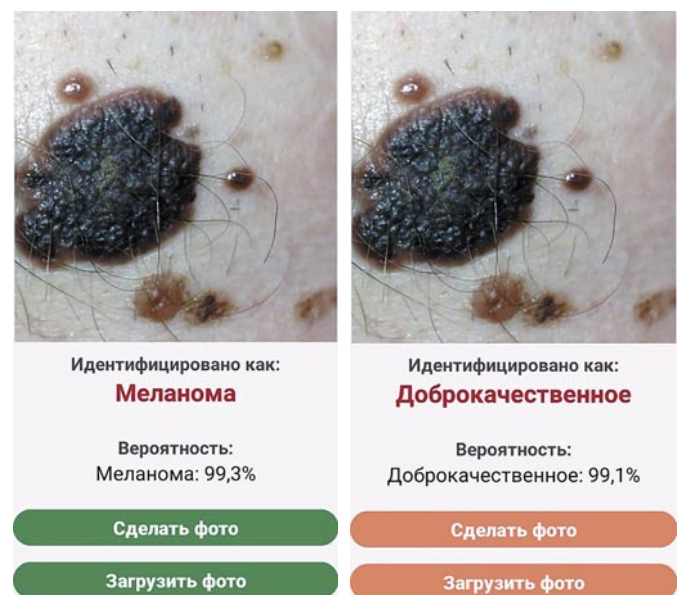 Идентифицировано как:
Меланома
Вероятность:
Меланома: 99,3%
Сделать фото
Загрузить фото
Идентифицировано как:
Доброкачественное
Вероятность:
Доброкачественное: 99,1%
Сделать фото
Загрузить фото